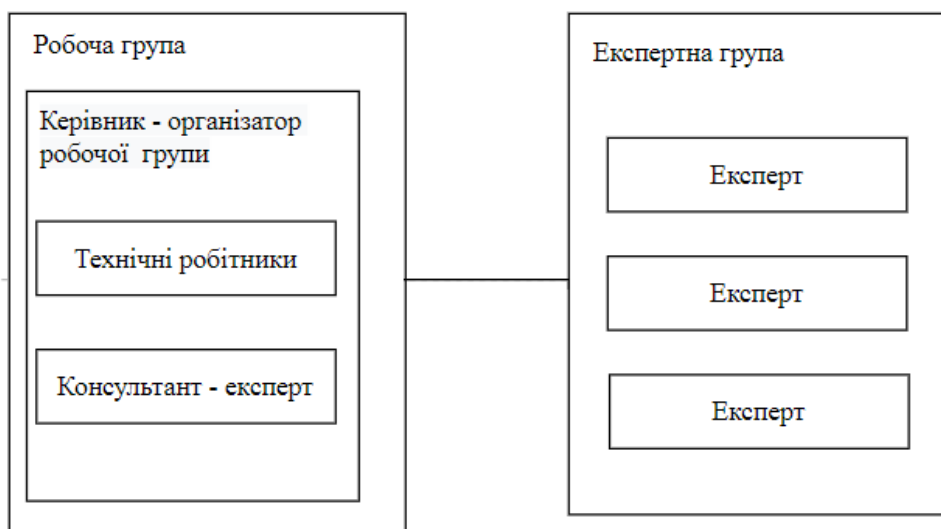 Робоча група
Керівник - організатор
робочої групи
Технічні робітники
Консультант - експерт
Експертна група
Експерт
Експерт
Експерт